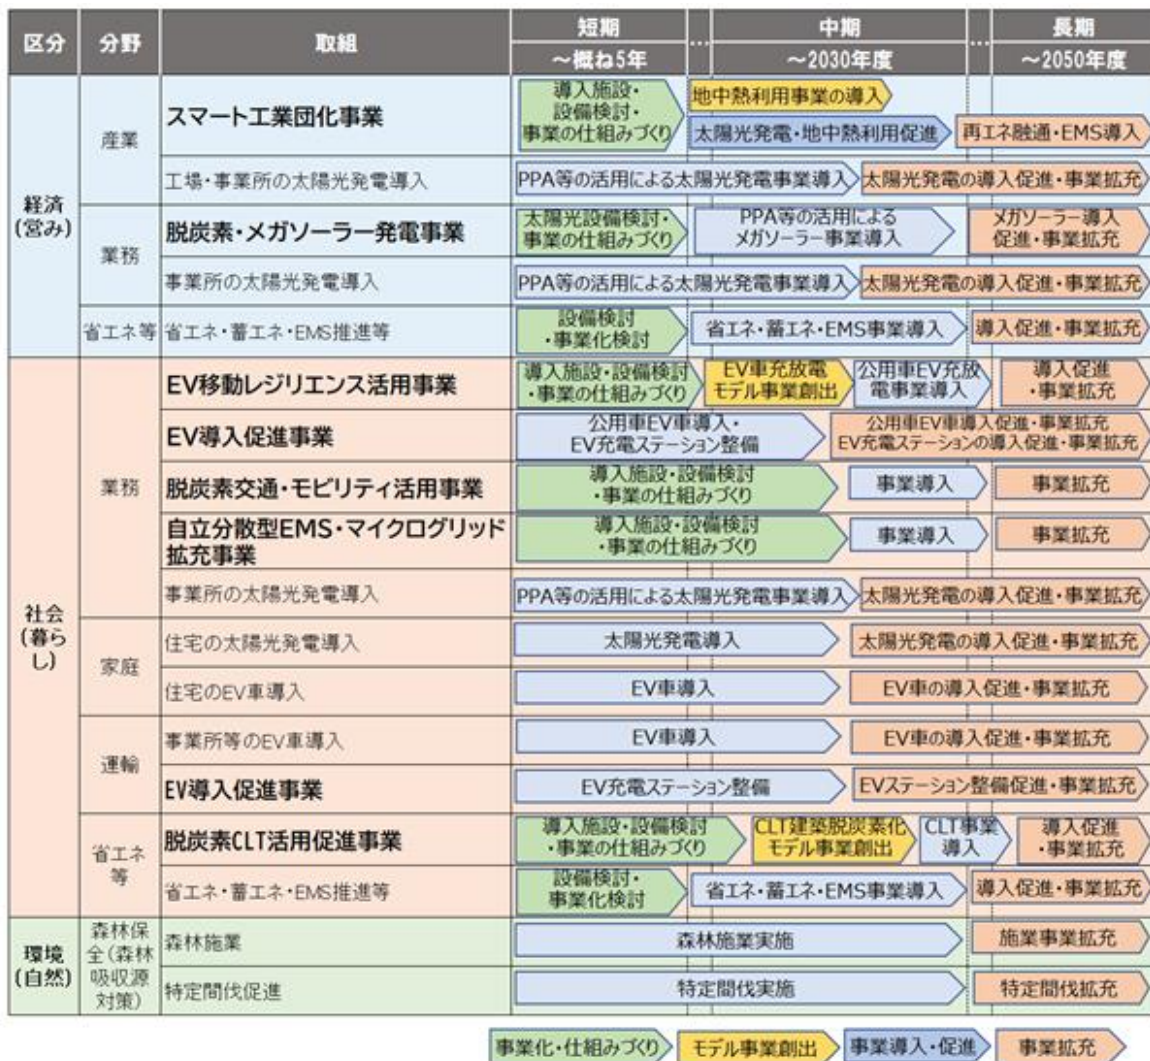 区分 分野 取組 短期 … 中期 … 長期
～概ね5年 ～2030年度 ～2050年度
経済
(営み)
産業
スマート工業団化事業
導入施設・
設備検討・
事業の仕組みづくり
地中熱利用事業の導入
太陽光発電・地中熱利用促進
再エネ融通・EMS導入
工場・事業所の太陽光発電導入
PPA等の活用による太陽光発電事業導入
太陽光発電の導入促進・事業拡充
業務
脱炭素・メガソーラー発電事業
太陽光設備検討・
事業の仕組みづくり
PPA等の活用による
メガソーラー事業導入
メガソーラー導入
促進・事業拡充
事業所の太陽光発電導入
PPA等の活用による太陽光発電事業導入
太陽光発電の導入促進・事業拡充
省エネ等
省エネ・蓄エネ・EMS推進等
設備検討
・事業化検討
省エネ・蓄エネ・EMS事業導入
導入促進・事業拡充
社会
(暮ら
し)
業務
EV移動レジリエンス活用事業
導入施設・設備検討
・事業の仕組みづくり
EV車充放電
モデル事業創出
公用車EV充放
電事業導入
導入促進
・事業拡充
EV導入促進事業
公用車EV車導入・
EV充電ステーション整備
公用車EV車導入促進・事業拡充
EV充電ステーションの導入促進・事業拡充
脱炭素交通・モビリティ活用事業
導入施設・設備検討
・事業の仕組みづくり
事業導入
事業拡充
自立分散型EMS・マイクログリッド
拡充事業
導入施設・設備検討
・事業の仕組みづくり
事業導入
事業拡充
事業所の太陽光発電導入
PPA等の活用による太陽光発電事業導入
太陽光発電の導入促進・事業拡充
家庭
住宅の太陽光発電導入
太陽光発電導入
太陽光発電の導入促進・事業拡充
住宅のEV車導入
EV車導入
EV車の導入促進・事業拡充
運輸
事業所等のEV車導入
EV車導入
EV車の導入促進・事業拡充
EV導入促進事業
EV充電ステーション整備
EVステーション整備促進・事業拡充
省エネ
等
脱炭素CLT活用促進事業
導入施設・設備検討
・事業の仕組みづくり
CLT建築脱炭素化
モデル事業創出
CLT事業
導入
導入促進
・事業拡充
省エネ・蓄エネ・EMS推進等
設備検討・
事業化検討
省エネ・蓄エネ・EMS事業導入
導入促進・事業拡充
環境
(自然)
森林保
全(森林
吸収源
対策)
森林施業
森林施業実施
施業事業拡充
特定間伐促進
特定間伐実施
特定間伐拡充
事業化・仕組みづくり
モデル事業創出
事業導入・促進
事業拡充